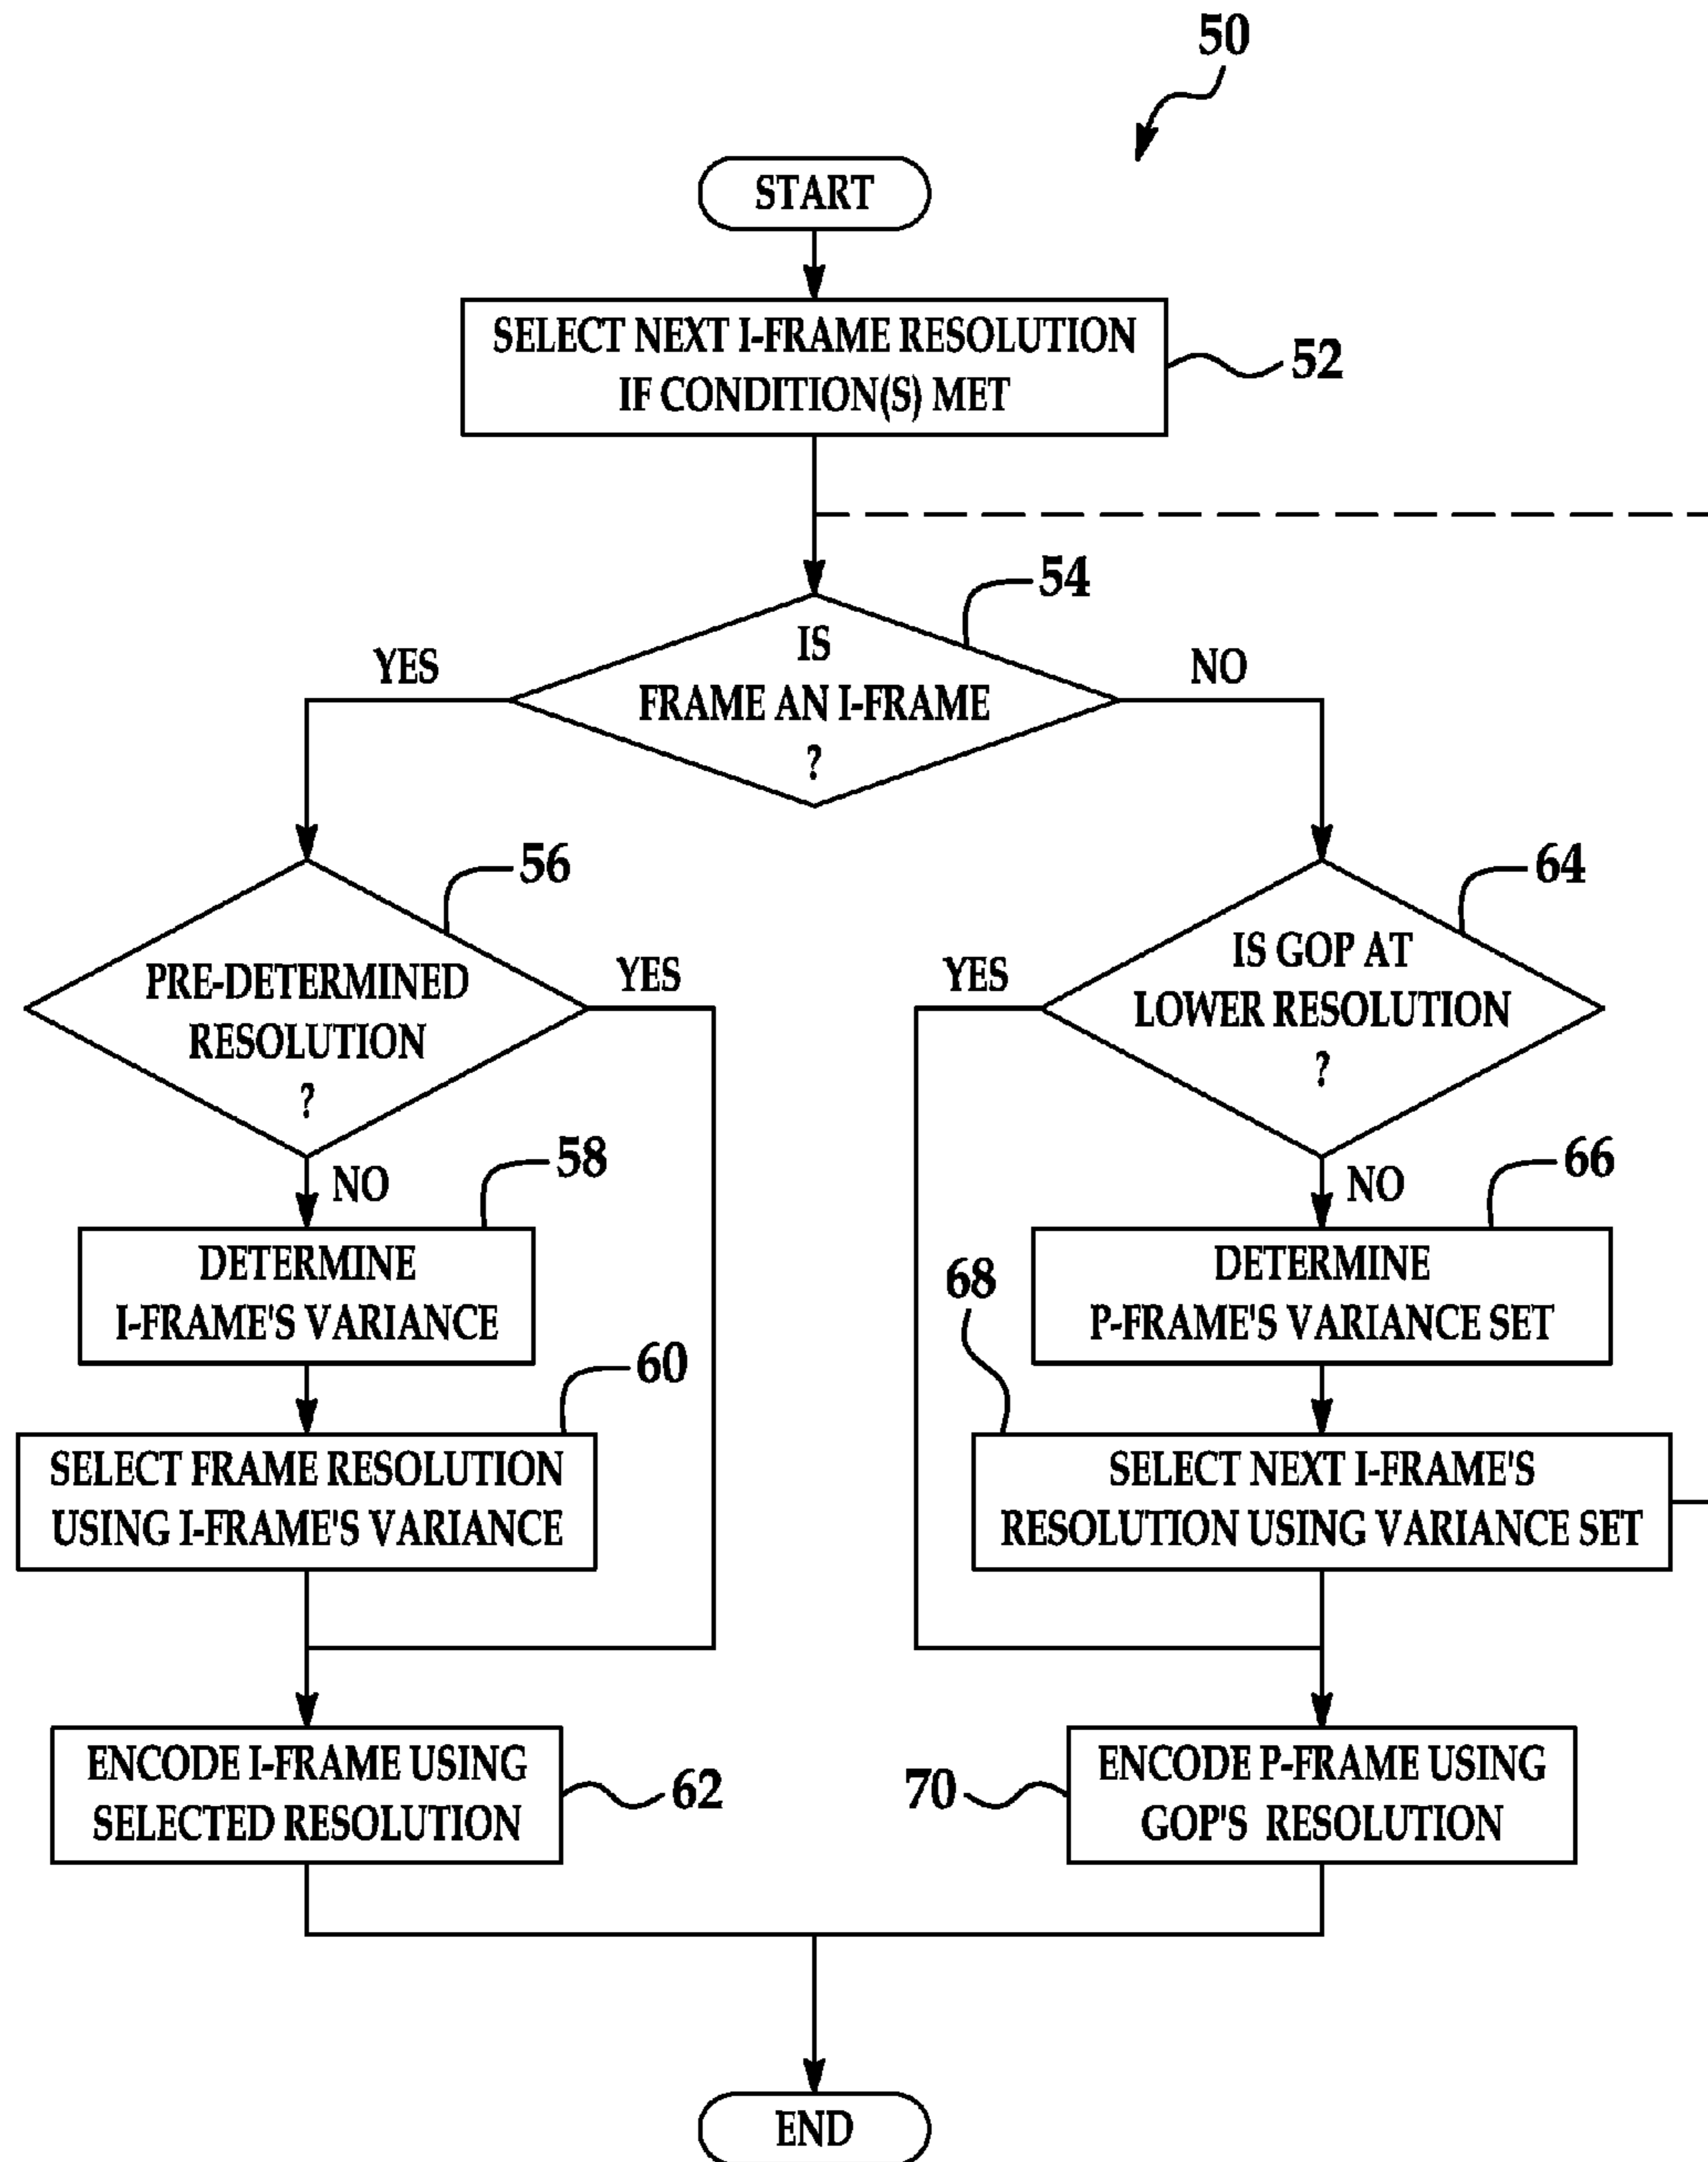 50
START
SELECT NEXT I-FRAME RESOLUTION
IF CONDITION(S) MET
52
54
IS
FRAME AN I-FRAME
?
YES
NO
56
PRE-DETERMINED
RESOLUTION
?
YES
NO
58
DETERMINE
I-FRAME'S VARIANCE
60
SELECT FRAME RESOLUTION
USING I-FRAME'S VARIANCE
ENCODE I-FRAME USING
SELECTED RESOLUTION
62
64
IS GOP AT
LOWER RESOLUTION
?
YES
NO
66
DETERMINE
P-FRAME'S VARIANCE SET
68
SELECT NEXT I-FRAME'S
RESOLUTION USING VARIANCE SET
70
ENCODE P-FRAME USING
GOP'S RESOLUTION
END